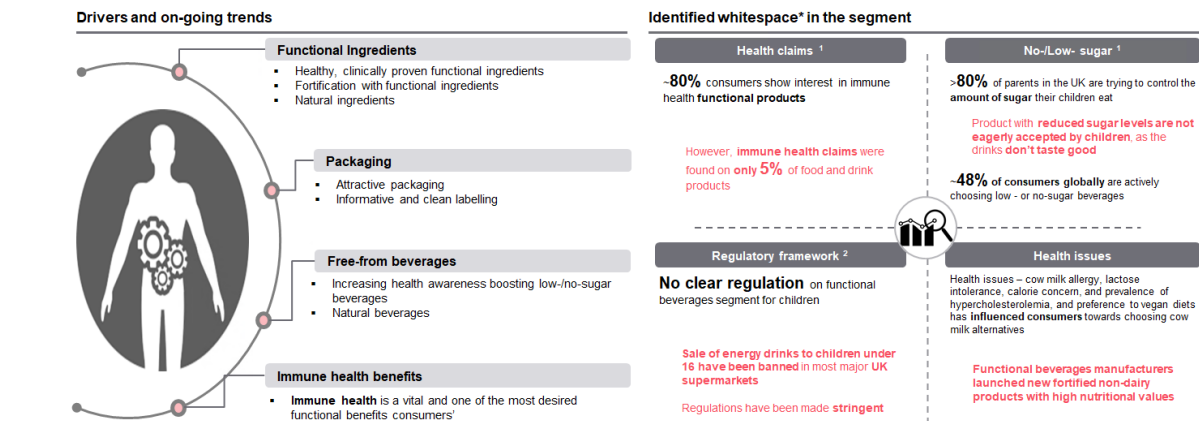 Drivers and on-going trends
Functional Ingredients
▪ Healthy, clinically proven functional ingredients
▪ Fortification with functional ingredients
▪ Natural ingredients
Packaging
▪ Attractive packaging
▪ Informative and clean labelling
Free-from beverages
▪ Increasing health awareness boosting low-/no-sugar
beverages
▪ Natural beverages
Immune health benefits
▪ Immune health is a vital and one of the most desired
functional benefits consumers’
Identified whitespace* in the segment
Health claims 1
~80% consumers show interest in immune
health functional products
However, immune health claims were
found on only 5% of food and drink
products
No-/Low- sugar 1
>80% of parents in the UK are trying to control the
amount of sugar their children eat
Product with reduced sugar levels are not
eagerly accepted by children, as the
drinks don’t taste good
~48% of consumers globally are actively
choosing low - or no-sugar beverages
Regulatory framework 2
No clear regulation on functional
beverages segment for children
Sale of energy drinks to children under
16 have been banned in most major UK
supermarkets
Regulations have been made stringent
Health issues
Health issues – cow milk allergy, lactose
intolerance, calorie concern, and prevalence of
hypercholesterolemia, and preference to vegan diets
has influenced consumers towards choosing cow
milk alternatives
Functional beverages manufacturers
launched new fortified non-dairy
products with high nutritional values